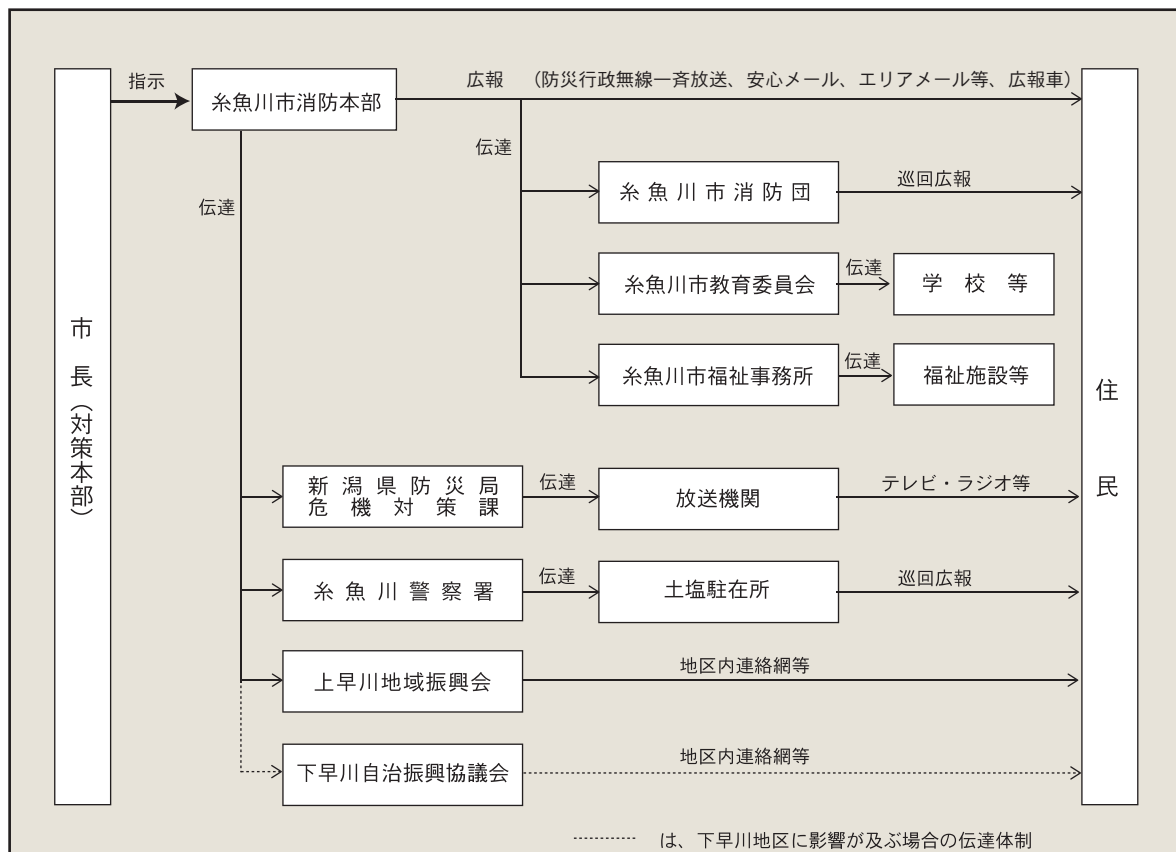 指示
糸魚川市消防本部
広報 (防災行政無線一斉放送、安心メール、エリアメール等、広報車)
伝達
伝達
糸魚川市消防団
巡回広報
糸魚川市教育委員会
伝達
学校等
糸魚川市福祉事務所
伝達
福祉施設等
市長(対策本部)
住民
新潟県防災局
危機対策課
伝達
放送機関
テレビ・ラジオ等
糸魚川警察署
伝達
土塩駐在所
巡回広報
上早川地域振興会
地区内連絡網等
下早川自治振興協議会
地区内連絡網等
は、下早川地区に影響が及ぶ場合の伝達体制